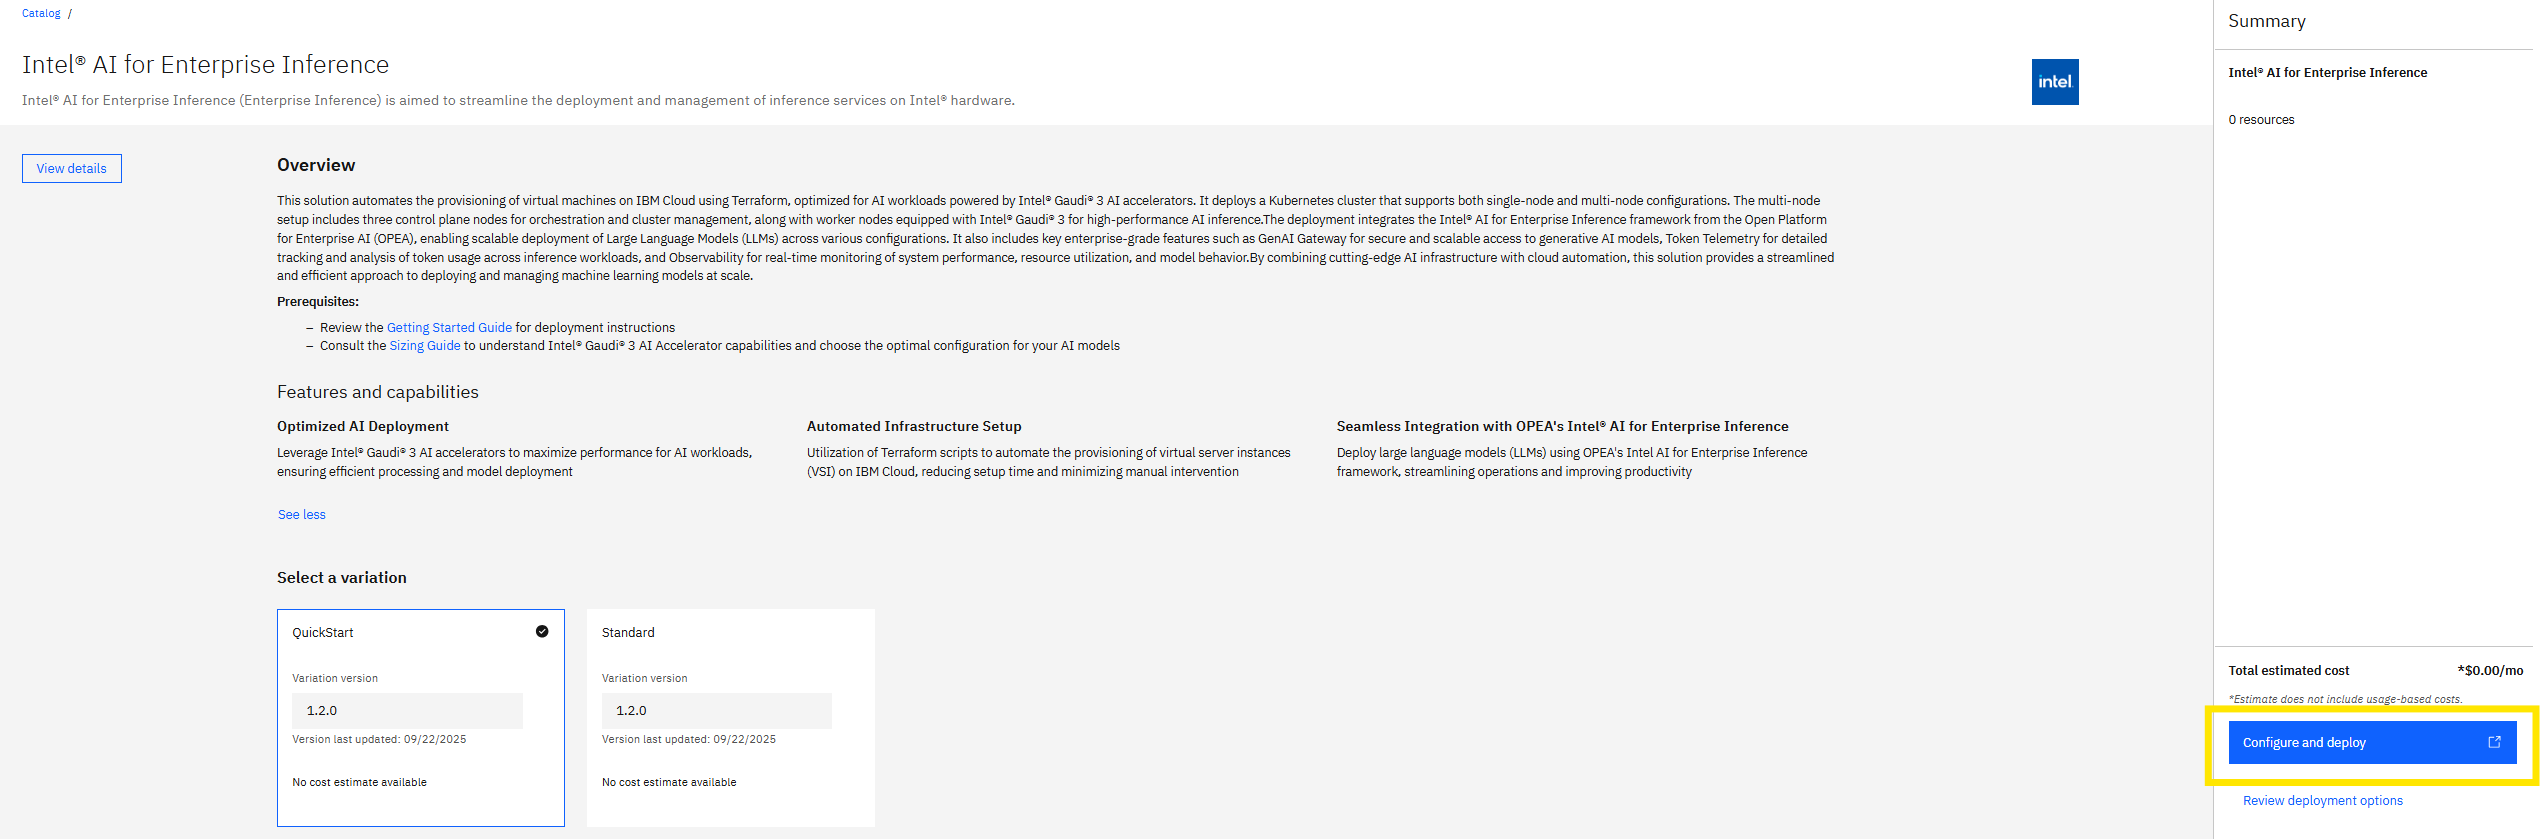 Catalog /
Intel® AI for Enterprise Inference
Intel® AI for Enterprise Inference (Enterprise Inference) is aimed to streamline the deployment and management of inference services on Intel® hardware.
intel
View details
Overview
This solution automates the provisioning of virtual machines on IBM Cloud using Terraform, optimized for AI workloads powered by Intel® Gaudi® 3 AI accelerators. It deploys a Kubernetes cluster that supports both single-node and multi-node configurations. The multi-node
setup includes three control plane nodes for orchestration and cluster management, along with worker nodes equipped with Intel® Gaudi® 3 for high-performance AI inference.The deployment integrates the Intel® AI for Enterprise Inference framework from the Open Platform
for Enterprise AI (OPEA), enabling scalable deployment of Large Language Models (LLMs) across various configurations. It also includes key enterprise-grade features such as GenAI Gateway for secure and scalable access to generative AI models, Token Telemetry for detailed
tracking and analysis of token usage across inference workloads, and Observability for real-time monitoring of system performance, resource utilization, and model behavior.By combining cutting-edge AI infrastructure with cloud automation, this solution provides a streamlined
and efficient approach to deploying and managing machine learning models at scale.
Prerequisites:
– Review the Getting Started Guide for deployment instructions
– Consult the Sizing Guide to understand Intel® Gaudi® 3 AI Accelerator capabilities and choose the optimal configuration for your AI models
Features and capabilities
Optimized AI Deployment
Leverage Intel® Gaudi® 3 AI accelerators to maximize performance for AI workloads,
ensuring efficient processing and model deployment
Automated Infrastructure Setup
Utilization of Terraform scripts to automate the provisioning of virtual server instances
(VSI) on IBM Cloud, reducing setup time and minimizing manual intervention
Seamless Integration with OPEA's Intel® AI for Enterprise Inference
Deploy large language models (LLMs) using OPEA's Intel AI for Enterprise Inference
framework, streamlining operations and improving productivity
See less
Select a variation
QuickStart
Variation version
1.2.0
Version last updated: 09/22/2025
No cost estimate available
Standard
Variation version
1.2.0
Version last updated: 09/22/2025
No cost estimate available
Summary
Intel® AI for Enterprise Inference
0 resources
Total estimated cost *$0.00/mo
*Estimate does not include usage-based costs.
Configure and deploy
Review deployment options